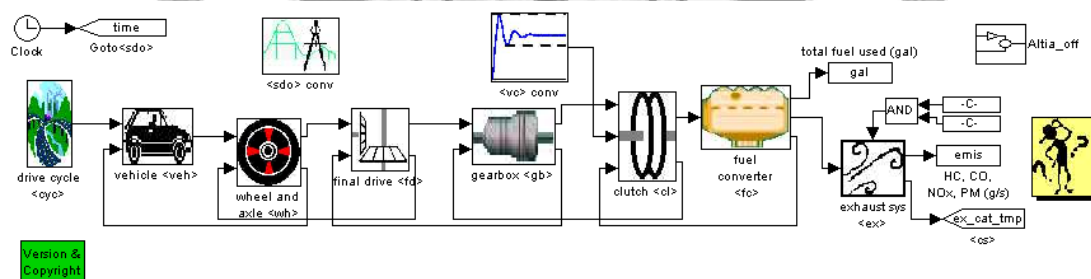 time
Clock
Goto<sdo>
<sdo> conv
<vc> conv
total fuel used (gal)
gal
Altia_off
AND
-C-
-C-
drive cycle
<cyc>
vehicle <veh>
wheel and
axle <wh>
final drive <fd>
gearbox <gb>
clutch <cl>
fuel
converter
<fc>
exhaust sys
<ex>
emis
HC, CO,
NOx, PM (g/s)
ex_cat_tmp
<cs>
Version &
Copyright